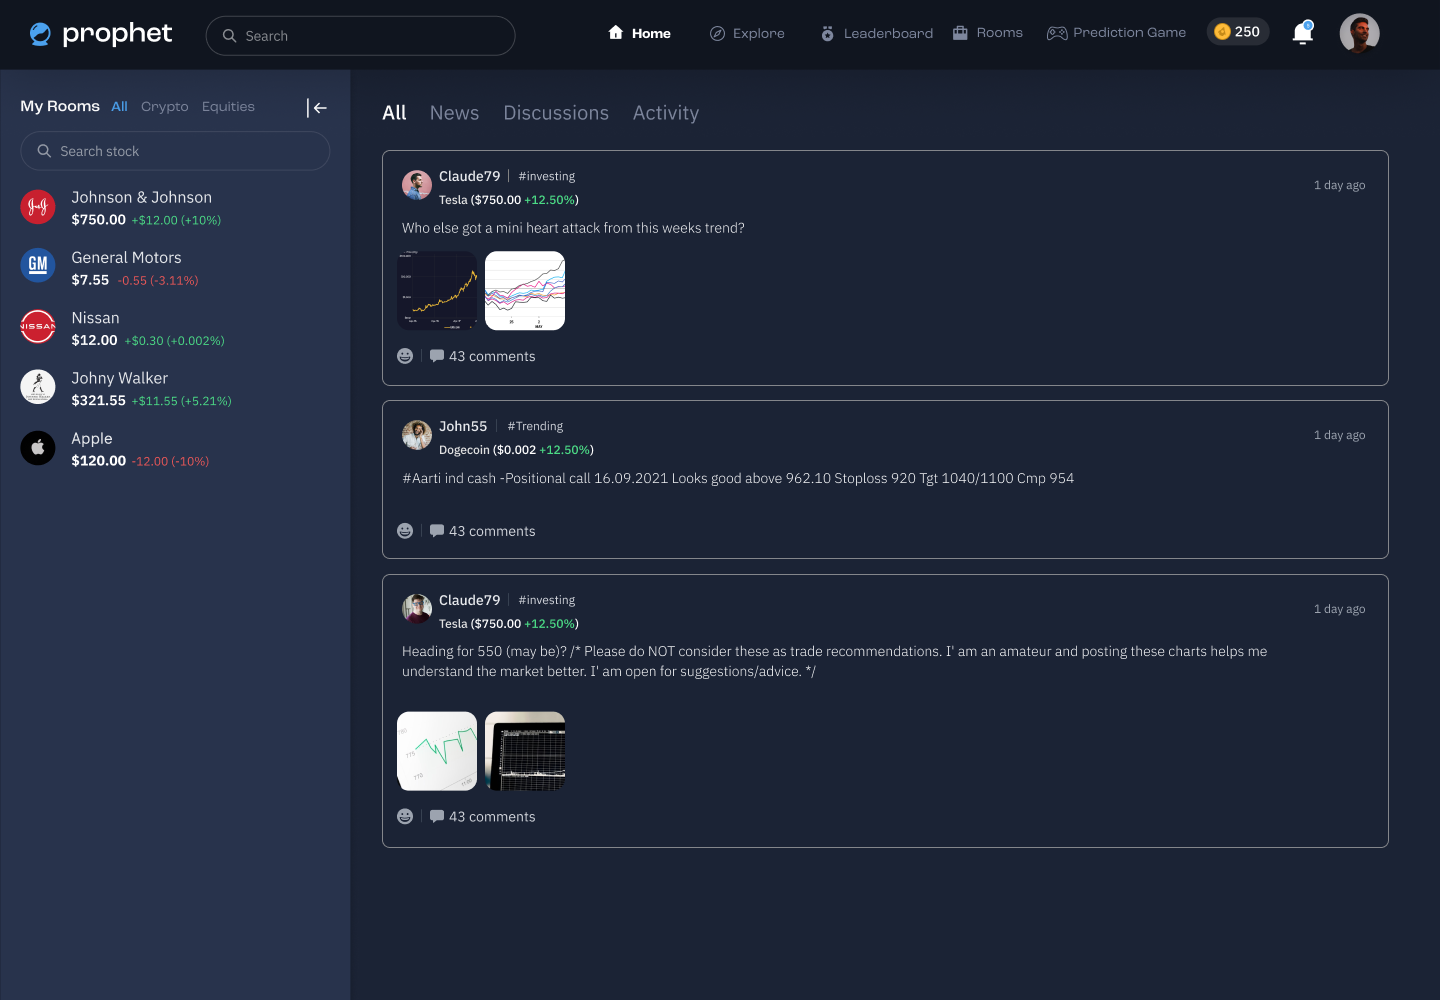 prophet
Search
Home
Explore
Leaderboard
Rooms
Prediction Game
250
My Rooms
All
Crypto
Equities
Search stock
Johnson & Johnson
$750.00 +$12.00 (+10%)
GM
General Motors
$7.55 -0.55 (-3.11%)
NISSAN
Nissan
$12.00 +$0.30 (+0.002%)
Johny Walker
$321.55 +$11.55 (+5.21%)
Apple
$120.00 -12.00 (-10%)
All
News
Discussions
Activity
Claude79 #investing
1 day ago
Tesla ($750.00 +12.50%)
Who else got a mini heart attack from this weeks trend?
MAY
43 comments
John55 #Trending
1 day ago
Dogecoin ($0.002 +12.50%)
#Aarti ind cash -Positional call 16.09.2021 Looks good above 962.10 Stoploss 920 Tgt 1040/1100 Cmp 954
43 comments
Claude79 #investing
1 day ago
Tesla ($750.00 +12.50%)
Heading for 550 (may be)? /* Please do NOT consider these as trade recommendations. I' am an amateur and posting these charts helps me
understand the market better. I' am open for suggestions/advice. */
775
770
43 comments